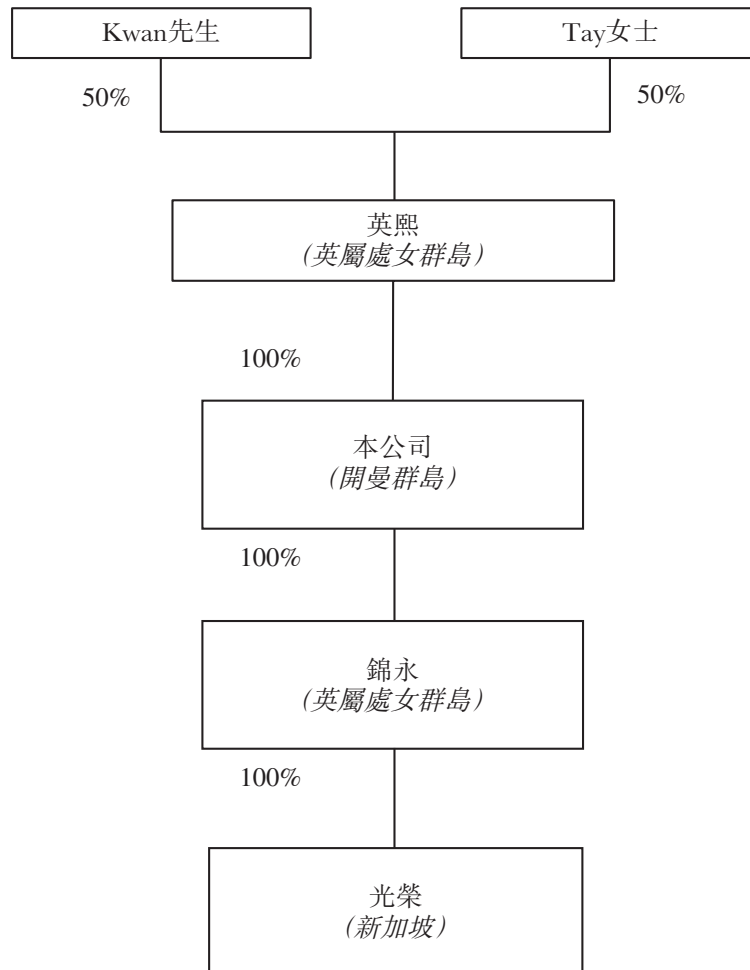 Kwan先生
Tay女士
50%
50%
英熙
(英屬處女群島)
100%
本公司
(開曼群島)
100%
錦永
(英屬處女群島)
100%
光榮
(新加坡)